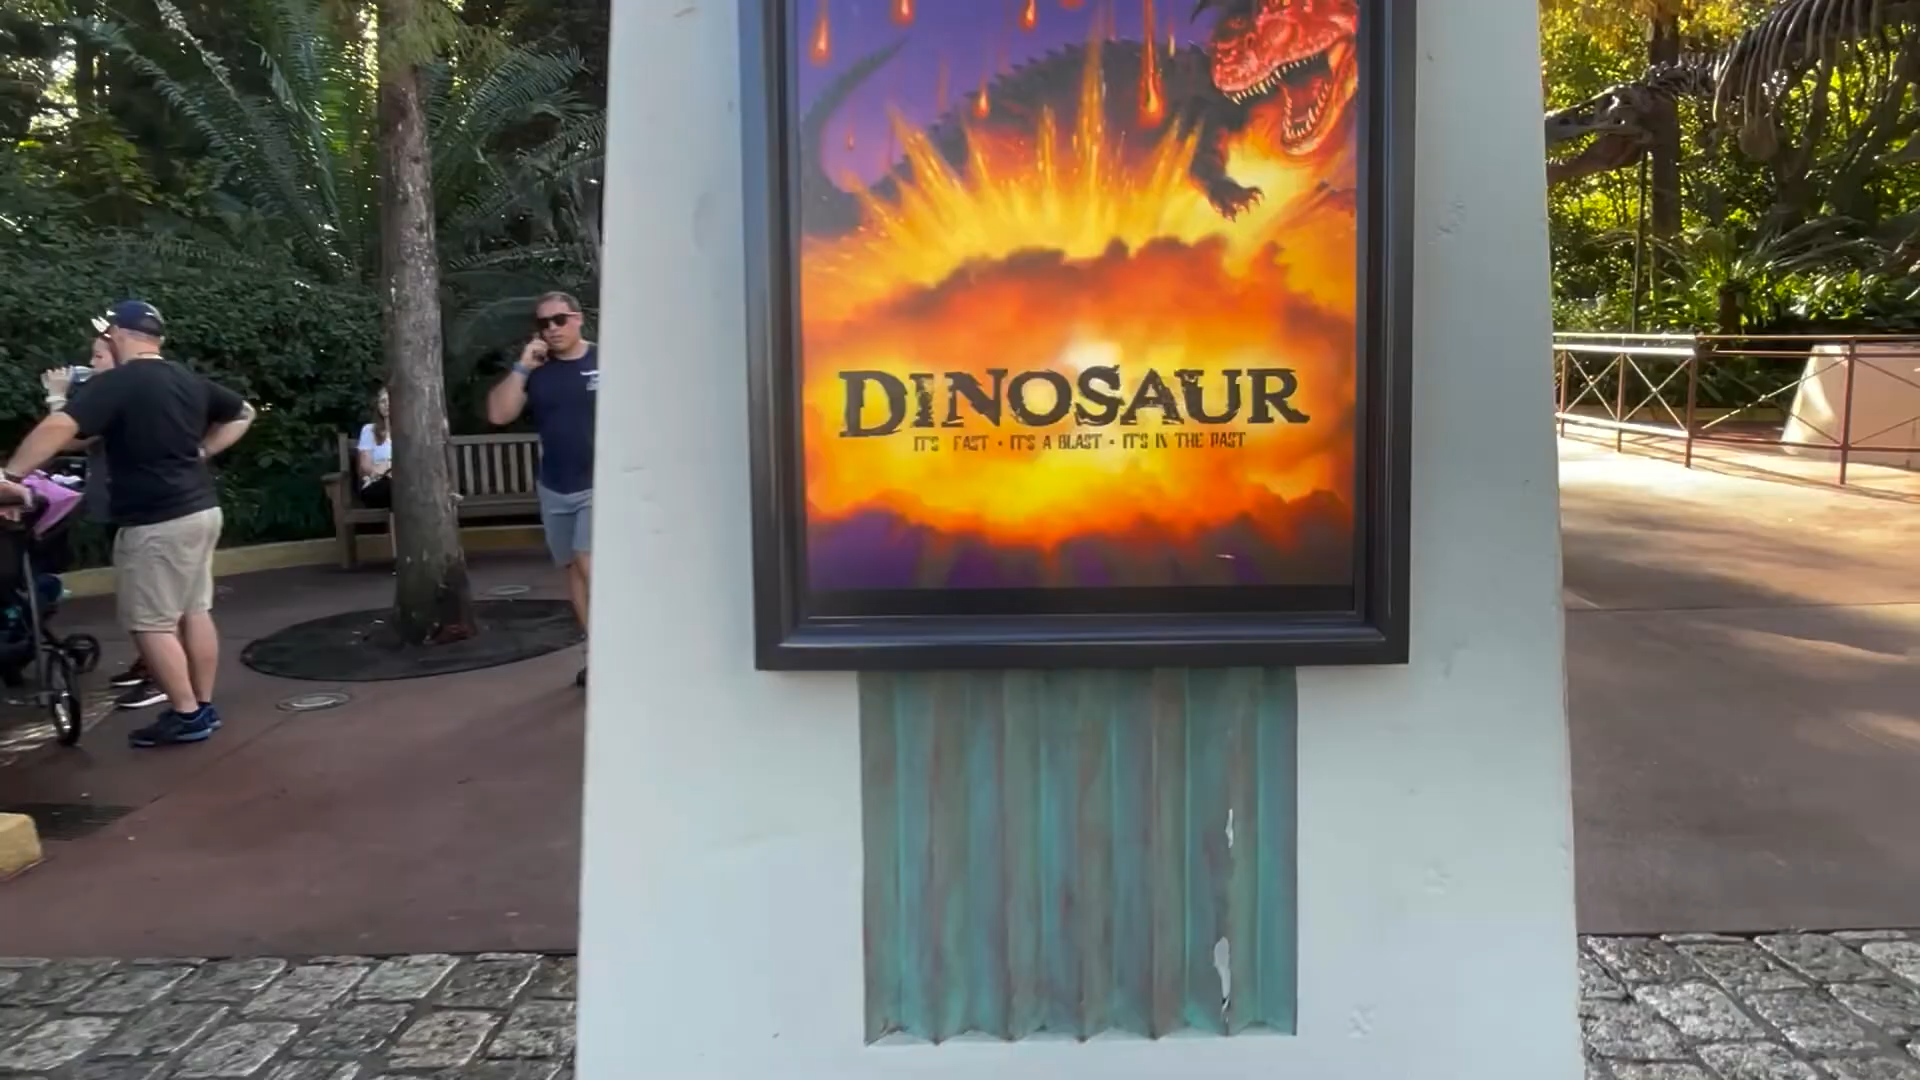 DINOSAUR
IT'S FAST • IT'S A BLAST • IT'S IN THE PAST